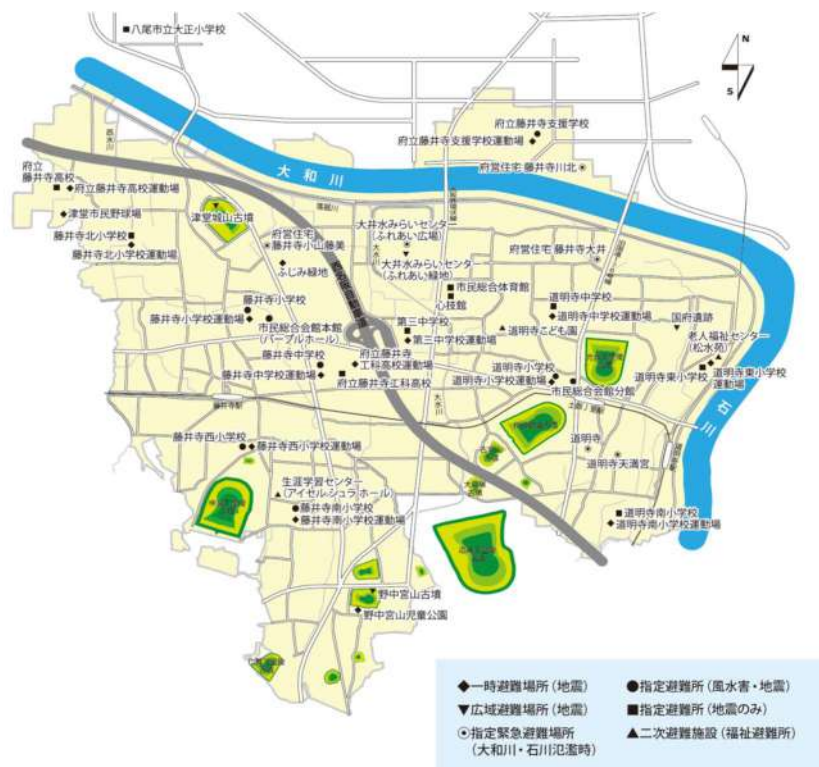 ■八尾市立大正小学校
N
S
府立藤井寺支援学校
府立藤井寺支援学校運動場
府営住宅 藤井寺川北
大和川
落堀川
府立
藤井寺高校
府立藤井寺高校運動場
津堂市民野球場
藤井寺北小学校
藤井寺北小学校運動場
津堂城山古墳
府営住宅
藤井寺小山藤美
ふじみ緑地
大井水みらいセンター
(ふれあい広場)
大井水みらいセンター
(ふれあい緑地)
府営住宅 藤井寺大井
市民総合体育館
心技館
藤井寺小学校
藤井寺小学校運動場
市民総合会館本館
(パープルホール)
第三中学校
第三中学校運動場
道明寺こども園
道明寺中学校
道明寺中学校運動場
国府遺跡
老人福祉センター
(松水苑)
藤井寺中学校
藤井寺中学校運動場
府立藤井寺
工科高校運動場
府立藤井寺工科高校
道明寺小学校
道明寺小学校運動場
市民総合会館分館
道明寺東小学校
道明寺東小学校
運動場
石川
大水川
藤井寺駅
土師ノ里駅
藤井寺西小学校
藤井寺西小学校運動場
道明寺
道明寺天満宮
生涯学習センター
(アイセル シュラ ホール)
藤井寺南小学校
藤井寺南小学校運動場
道明寺南小学校
道明寺南小学校運動場
野中宮山古墳
野中宮山児童公園
◆一時避難場所(地震)
●指定避難所(風水害・地震)
▼広域避難場所(地震)
■指定避難所(地震のみ)
◉指定緊急避難場所
(大和川・石川氾濫時)
▲二次避難施設(福祉避難所)